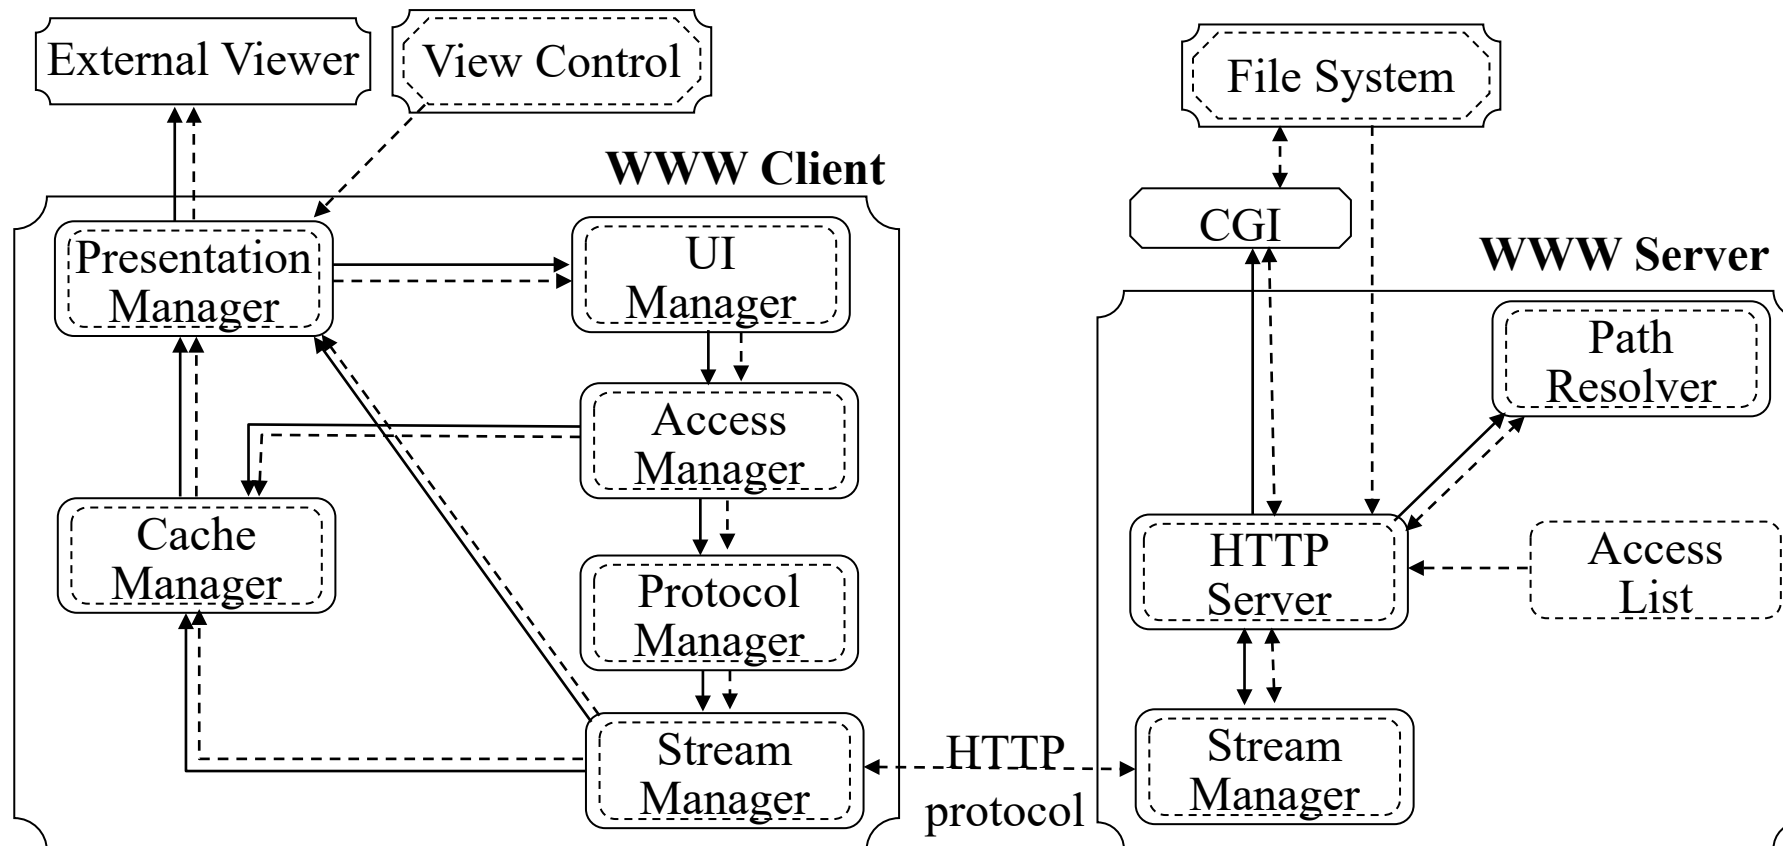 External Viewer
View Control
WWW Client
Presentation
Manager
UI
Manager
Access
Manager
Cache
Manager
Protocol
Manager
Stream
Manager
HTTP
protocol
File System
CGI
WWW Server
Path
Resolver
HTTP
Server
Access
List
Stream
Manager